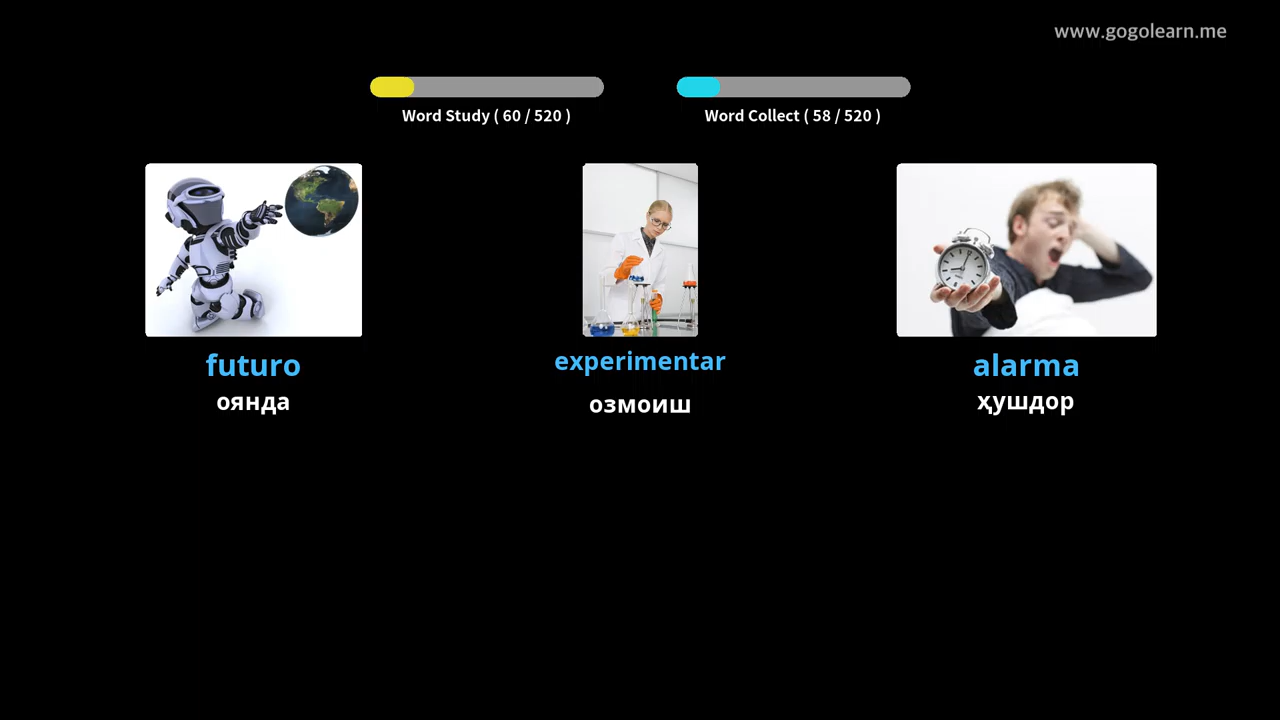 www.gogolearn.me
Word Study ( 60 / 520 )
Word Collect ( 58 / 520 )
futuro
оянда
experimentar
озмоиш
alarma
ҳушдор